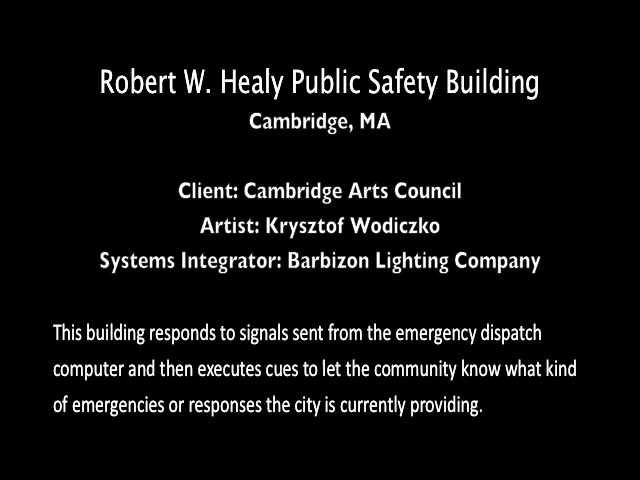 Robert W. Healy Public Safety Building
Cambridge, MA
Client: Cambridge Arts Council
Artist: Krysztof Wodiczko
Systems Integrator: Barbizon Lighting Company
This building responds to signals sent from the emergency dispatch
computer and then executes cues to let the community know what kind
of emergencies or responses the city is currently providing.